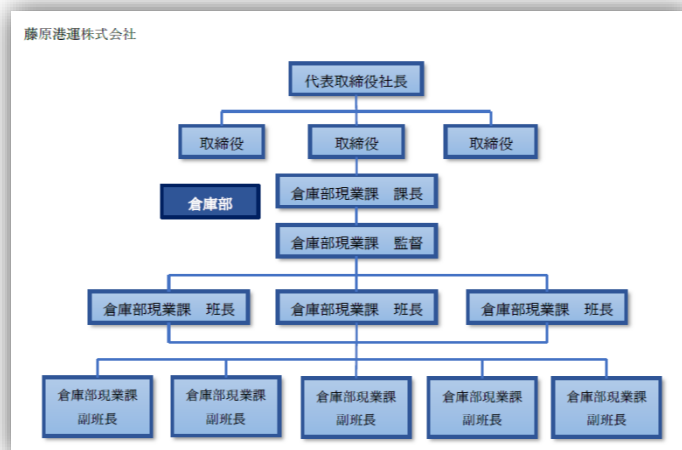 藤原港運株式会社
代表取締役社長
取締役
取締役
取締役
倉庫部
倉庫部現業課　課長
倉庫部現業課　監督
倉庫部現業課　班長
倉庫部現業課　班長
倉庫部現業課　班長
倉庫部現業課
副班長
倉庫部現業課
副班長
倉庫部現業課
副班長
倉庫部現業課
副班長
倉庫部現業課
副班長